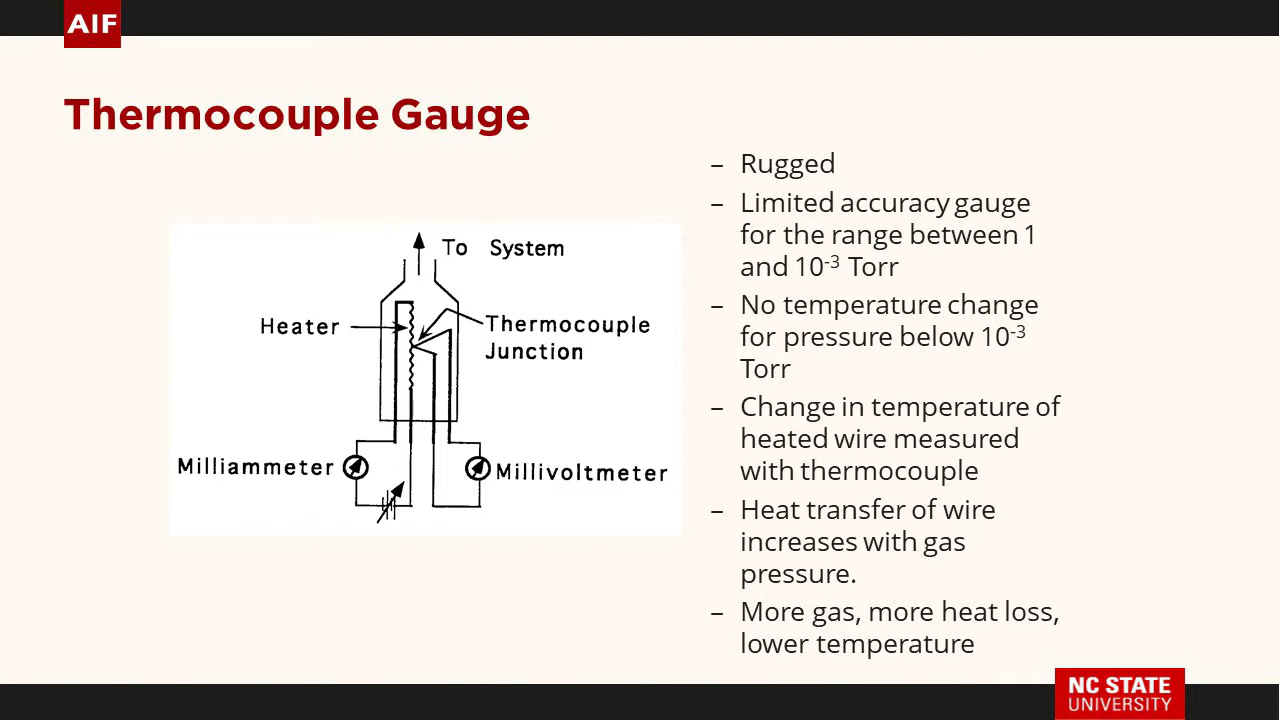 AIF
Thermocouple Gauge
To System
Heater
Thermocouple
Junction
Milliammeter
Millivoltmeter
– Rugged
– Limited accuracy gauge
for the range between 1
and 10⁻³ Torr
– No temperature change
for pressure below 10⁻³
Torr
– Change in temperature of
heated wire measured
with thermocouple
– Heat transfer of wire
increases with gas
pressure.
– More gas, more heat loss,
lower temperature
NC STATE
UNIVERSITY